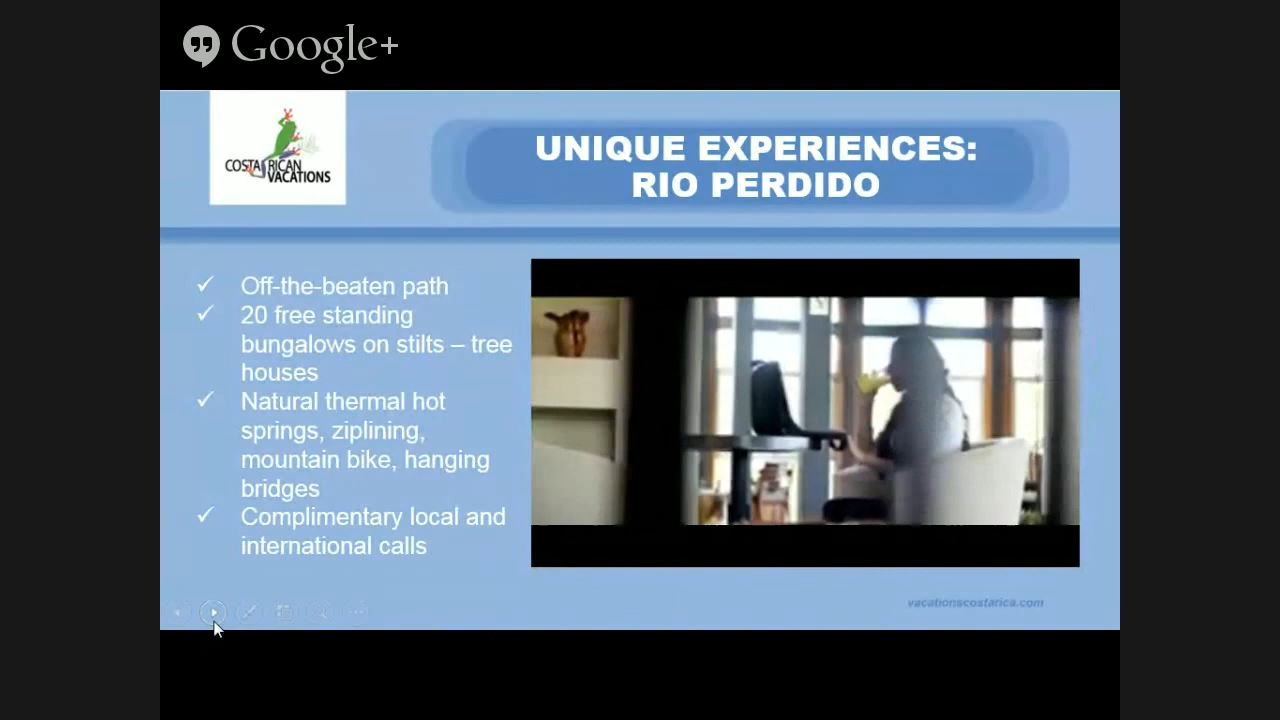 Google+
COSTA RICAN
VACATIONS
UNIQUE EXPERIENCES:
RIO PERDIDO
Off-the-beaten path
20 free standing
bungalows on stilts – tree
houses
Natural thermal hot
springs, ziplining,
mountain bike, hanging
bridges
Complimentary local and
international calls
vacationscostarica.com